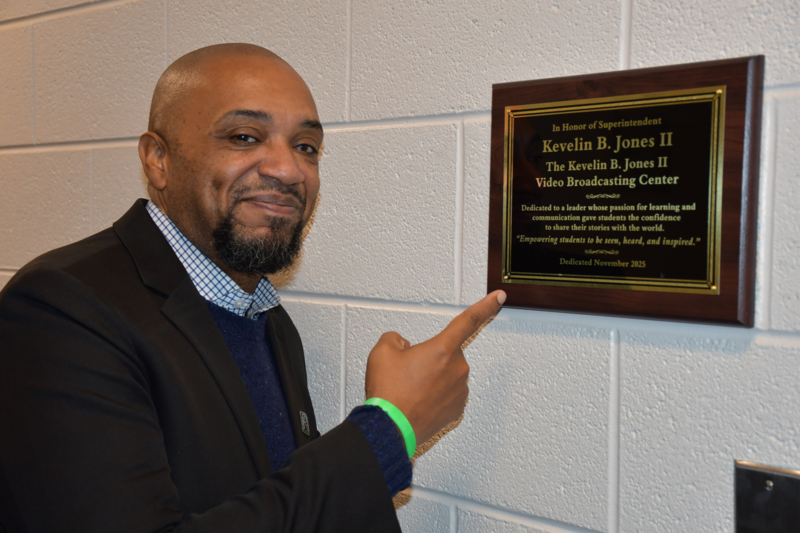 In Honor of Superintendent
Kevelin B. Jones II
The Kevelin B. Jones II
Video Broadcasting Center
Dedicated to a leader whose passion for learning and
communication gave students the confidence
to share their stories with the world.
"Empowering students to be seen, heard, and inspired."
Dedicated November 2025